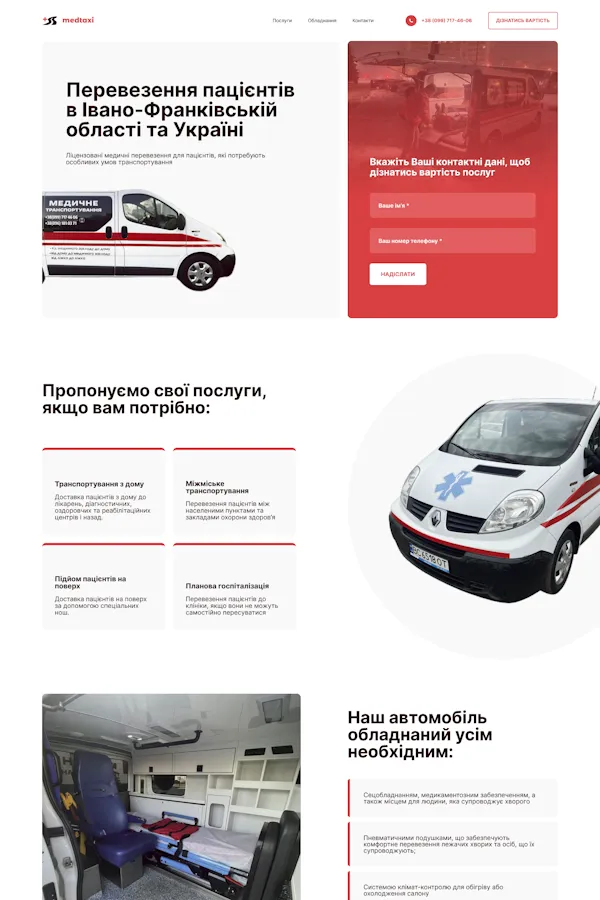 medtaxi
Послуги
Обладнання
Контакти
+38 (099) 717-46-06
ДІЗНАТИСЬ ВАРТІСТЬ
Перевезення пацієнтів
в Івано-Франківській
області та Україні
Ліцензовані медичні перевезення для пацієнтів, які потребують
особливих умов транспортування
МЕДИЧНЕ
ТРАНСПОРТУВАННЯ
Вкажіть Ваші контактні дані, щоб
дізнатись вартість послуг
Ваше ім'я *
Ваш номер телефону *
НАДІСЛАТИ
Пропонуємо свої послуги,
якщо вам потрібно:
Транспортування з дому
Доставка пацієнтів з дому до
лікарень, діагностичних,
оздоровчих та реабілітаційних
центрів і назад.
Міжміське
транспортування
Перевезення пацієнтів між
населеними пунктами та
закладами охорони здоров'я
Підйом пацієнтів на
поверх
Доставка пацієнтів на поверх
за допомогою спеціальних
нош.
Планова госпіталізація
Перевезення пацієнтів до
клініки, якщо вони не можуть
самостійно пересуватися
Наш автомобіль
обладнаний усім
необхідним:
Сецобладнанням, медикаментозним забезпеченням, а
також місцем для людини, яка супроводжує хворого
Пневматичними подушками, що забезпечують
комфортне перевезення лежачих хворих та осіб, що їх
супроводжують;
Системою клімат-контролю для обігріву або
охолодження салону